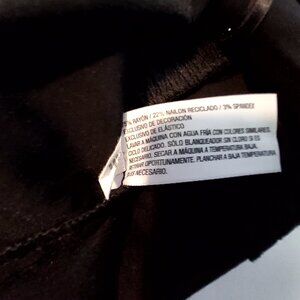 % RAYÓN / 22% NAILON RECICLADO / 3% SPANDEX
EXCLUSIVO DE DECORACIÓN
EXCLUSIVO DE ELÁSTICO
LAVAR A MÁQUINA CON AGUA FRÍA CON COLORES SIMILARES.
CICLO DELICADO. SÓLO BLANQUEADOR SIN CLORO SI ES
NECESARIO. SECAR A MÁQUINA A TEMPERATURA BAJA.
RETIRAR OPORTUNAMENTE. PLANCHAR A BAJA TEMPERATURA
NECESARIO.